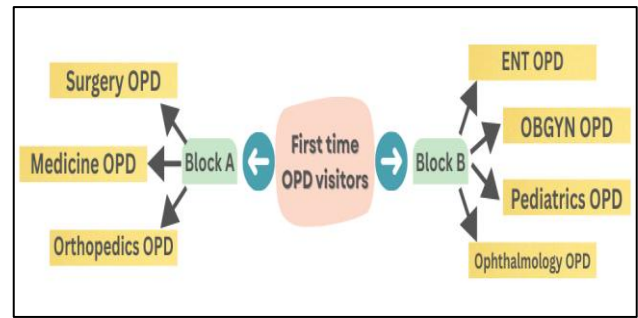 Surgery OPD
Medicine OPD
Orthopedics OPD
Block A
First time
OPD visitors
Block B
ENT OPD
OBGYN OPD
Pediatrics OPD
Ophthalmology OPD